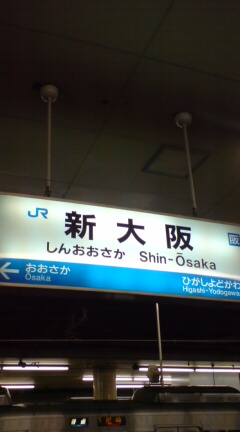 JR 新大阪 阪
しんおおさか Shin-Ōsaka
← おおさか ひがしよどがわ
Ōsaka Higashi-Yodogawa